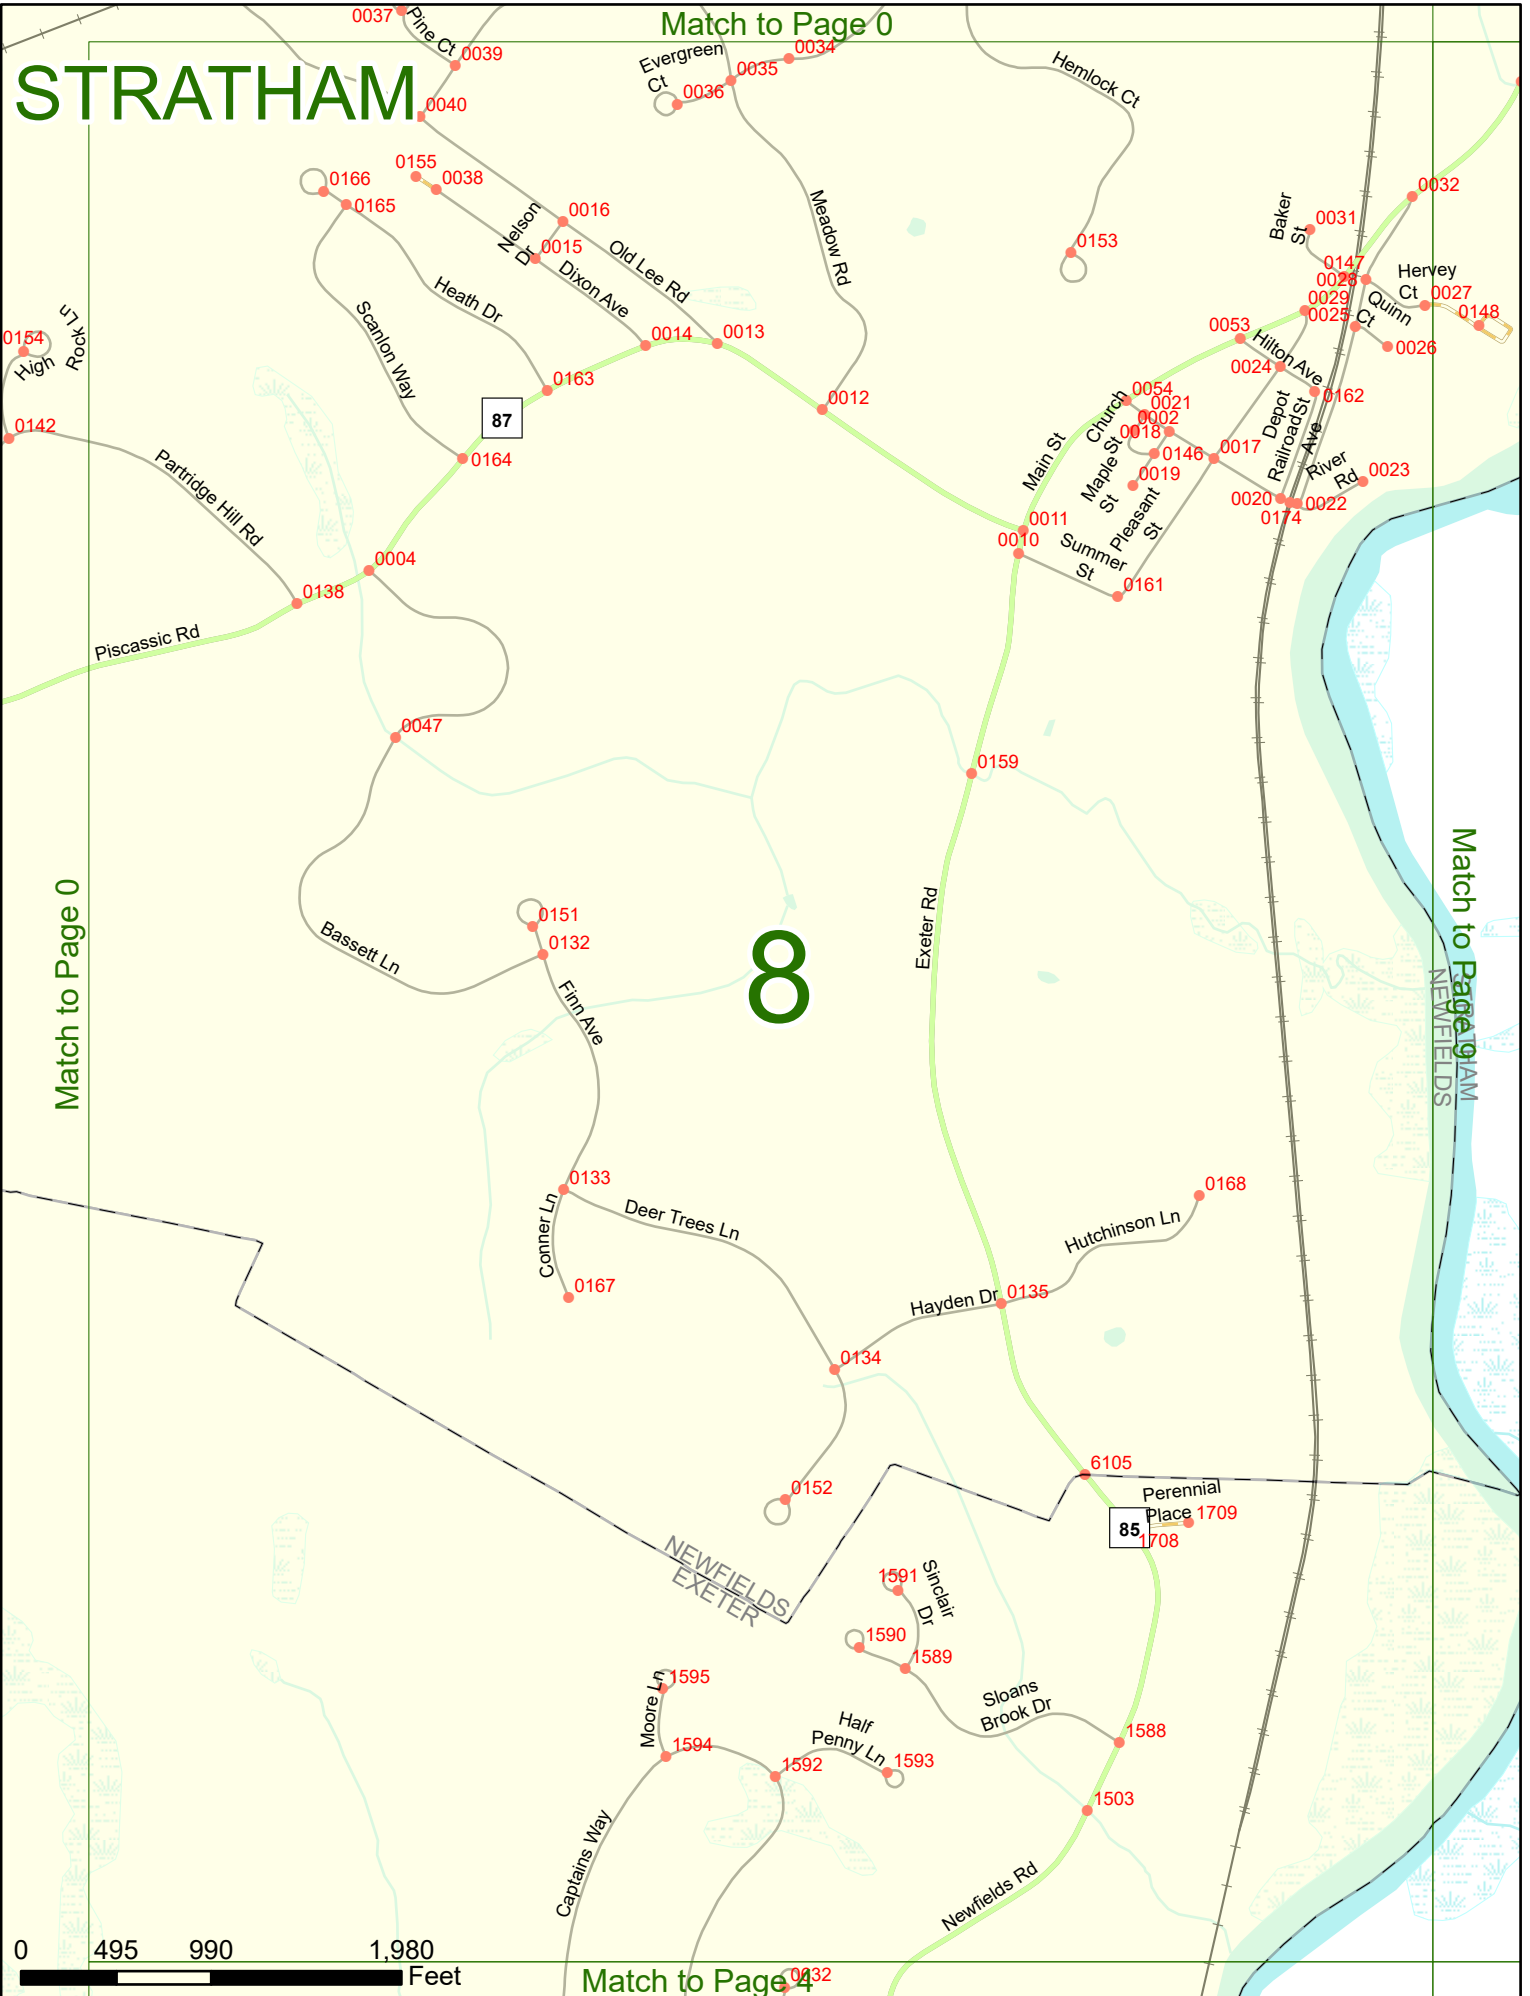 Match to Page 0
STRATHAM
0037
Pine Ct
0039
0040
Evergreen
Ct
0036
0035
0034
Hemlock Ct
0155
0038
0166
0165
0016
Nelson
Dr
0015
Old Lee Rd
Dixon Ave
Meadow Rd
0153
Baker
St
0031
0032
0147
0028
Hervey
Ct
0027
Quinn
Ct
0148
0029
0025
0026
0053
Hilton Ave
0024
0162
Heath Dr
Scanlon Way
0014
0013
0163
87
0164
0012
High
Rock Ln
0154
0142
Partridge Hill Rd
0054
0021
0002
0018
Church
St
0146
0017
0019
Maple
St
Pleasant
St
Depot
Railroad St
Ave
River
Rd
0023
0020
0022
0174
Main St
0011
0010
Summer
St
0161
0004
0138
Piscassic Rd
0047
0159
Match to Page 0
Match to Page 9
STRATHAM
NEWFIELDS
Exeter Rd
0151
0132
Bassett Ln
Finn Ave
8
0133
Conner Ln
Deer Trees Ln
0167
0168
Hutchinson Ln
Hayden Dr
0135
0134
6105
0152
Perennial
Place
1709
85
1708
NEWFIELDS
EXETER
1591
Sinclair
Dr
1590
1589
Sloans
Brook Dr
1588
1595
Moore Ln
1594
Half
Penny Ln
1592
1593
1503
Captains Way
Newfields Rd
0
495
990
1,980
Feet
Match to Page 4
0632